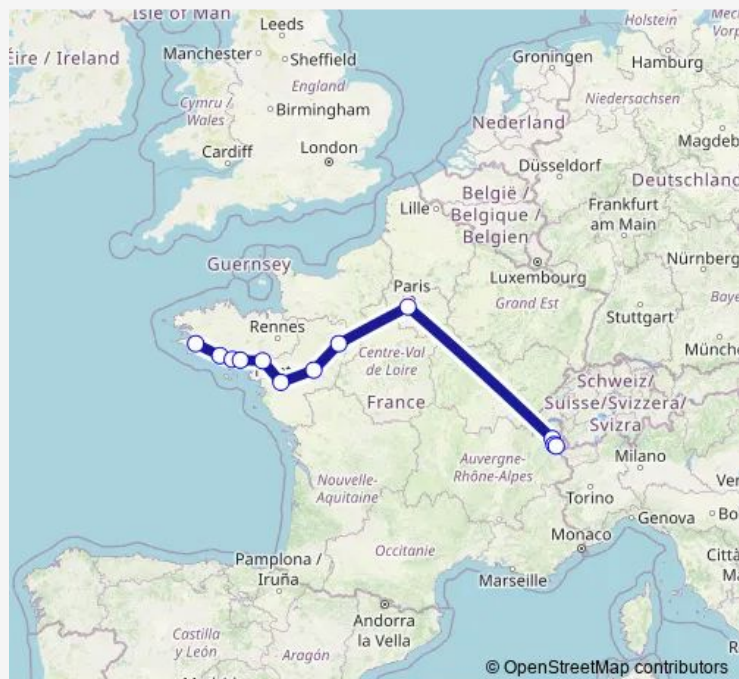 Isle of Man
Leeds
Holstein
Meck
Vorp
Éire / Ireland
Manchester
Sheffield
Groningen
Hamburg
England
Cymru /
Wales
Birmingham
Niedersachsen
Nederland
Magdeb
Cardiff
London
Düsseldorf
Deutschland
België /
Belgique /
Belgien
Lille
Frankfurt
am Main
Guernsey
Luxembourg
Nürnberg
Paris
Grand Est
Baye
Rennes
Stuttgart
Münche
Centre-Val
de Loire
Schweiz/
Suisse/Svizzera/
Svizra
France
Milano
Auvergne-
Rhône-Alpes
Ven
Nouvelle-
Aquitaine
Torino
Genova
Bo
Monaco
Occitanie
Pamplona /
Iruña
Marseille
Città
Andorra
la Vella
Castilla
y León
Aragón
© OpenStreetMap contributors